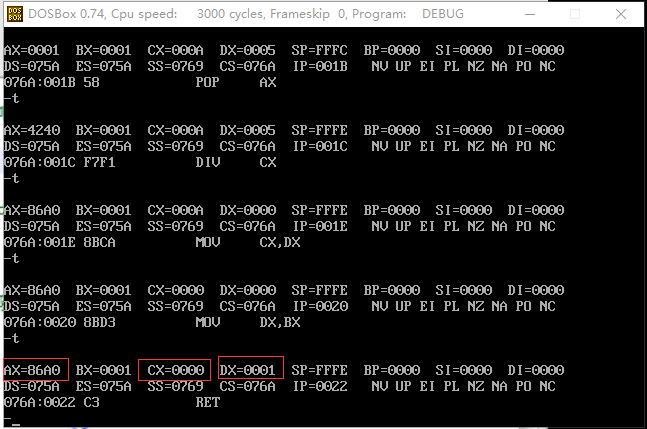 DOS
BOX
DOSBox 0.74, Cpu speed: 3000 cycles, Frameskip 0, Program: DEBUG
AX=0001 BX=0001 CX=000A DX=0005 SP=FFFC BP=0000 SI=0000 DI=0000
DS=075A ES=075A SS=0769 CS=076A IP=001B NV UP EI PL NZ NA PO NC
076A:001B 58 POP AX
-t
AX=4240 BX=0001 CX=000A DX=0005 SP=FFFE BP=0000 SI=0000 DI=0000
DS=075A ES=075A SS=0769 CS=076A IP=001C NV UP EI PL NZ NA PO NC
076A:001C F7F1 DIV CX
-t
AX=86A0 BX=0001 CX=000A DX=0000 SP=FFFE BP=0000 SI=0000 DI=0000
DS=075A ES=075A SS=0769 CS=076A IP=001E NV UP EI PL NZ NA PO NC
076A:001E 8BCA MOV CX,DX
-t
AX=86A0 BX=0001 CX=0000 DX=0000 SP=FFFE BP=0000 SI=0000 DI=0000
DS=075A ES=075A SS=0769 CS=076A IP=0020 NV UP EI PL NZ NA PO NC
076A:0020 8BD3 MOV DX,BX
-t
AX=86A0 BX=0001 CX=0000 DX=0001 SP=FFFE BP=0000 SI=0000 DI=0000
DS=075A ES=075A SS=0769 CS=076A IP=0022 NV UP EI PL NZ NA PO NC
076A:0022 C3 RET
-